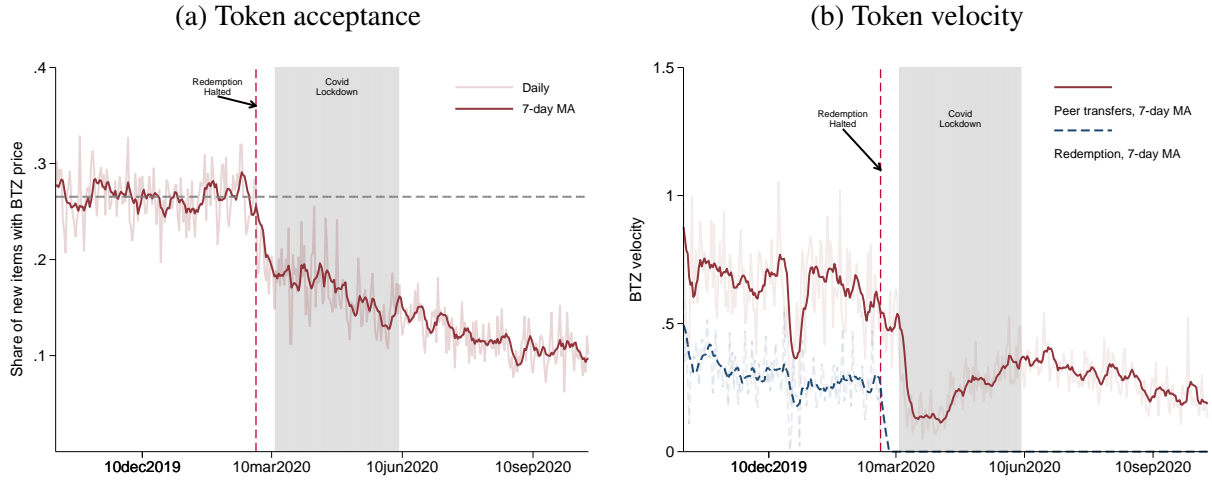 (a) Token acceptance
.4
.3
.2
.1
Share of new items with BTZ price
Redemption
Halted
Covid
Lockdown
Daily
7-day MA
10dec2019
10mar2020
10jun2020
10sep2020
(b) Token velocity
1.5
1
.5
0
BTZ velocity
Redemption
Halted
Covid
Lockdown
Peer transfers, 7-day MA
Redemption, 7-day MA
10dec2019
10mar2020
10jun2020
10sep2020